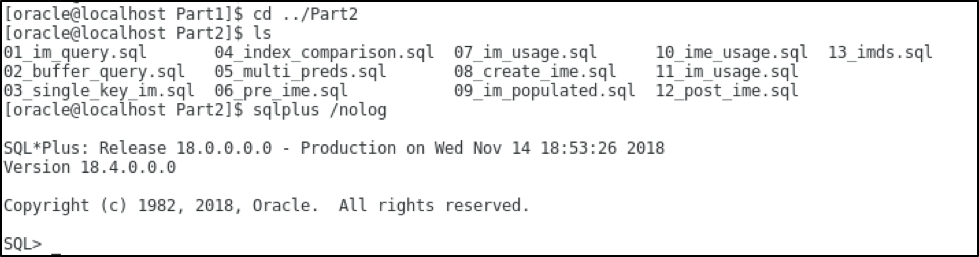 [oracle@localhost Part1]$ cd ../Part2
[oracle@localhost Part2]$ ls
01_im_query.sql      04_index_comparison.sql  07_im_usage.sql      10_ime_usage.sql  13_imds.sql
02_buffer_query.sql  05_multi_preds.sql       08_create_ime.sql    11_im_usage.sql
03_single_key_im.sql 06_pre_ime.sql           09_im_populated.sql  12_post_ime.sql
[oracle@localhost Part2]$ sqlplus /nolog
SQL*Plus: Release 18.0.0.0.0 - Production on Wed Nov 14 18:53:26 2018
Version 18.4.0.0.0
Copyright (c) 1982, 2018, Oracle.  All rights reserved.
SQL> _